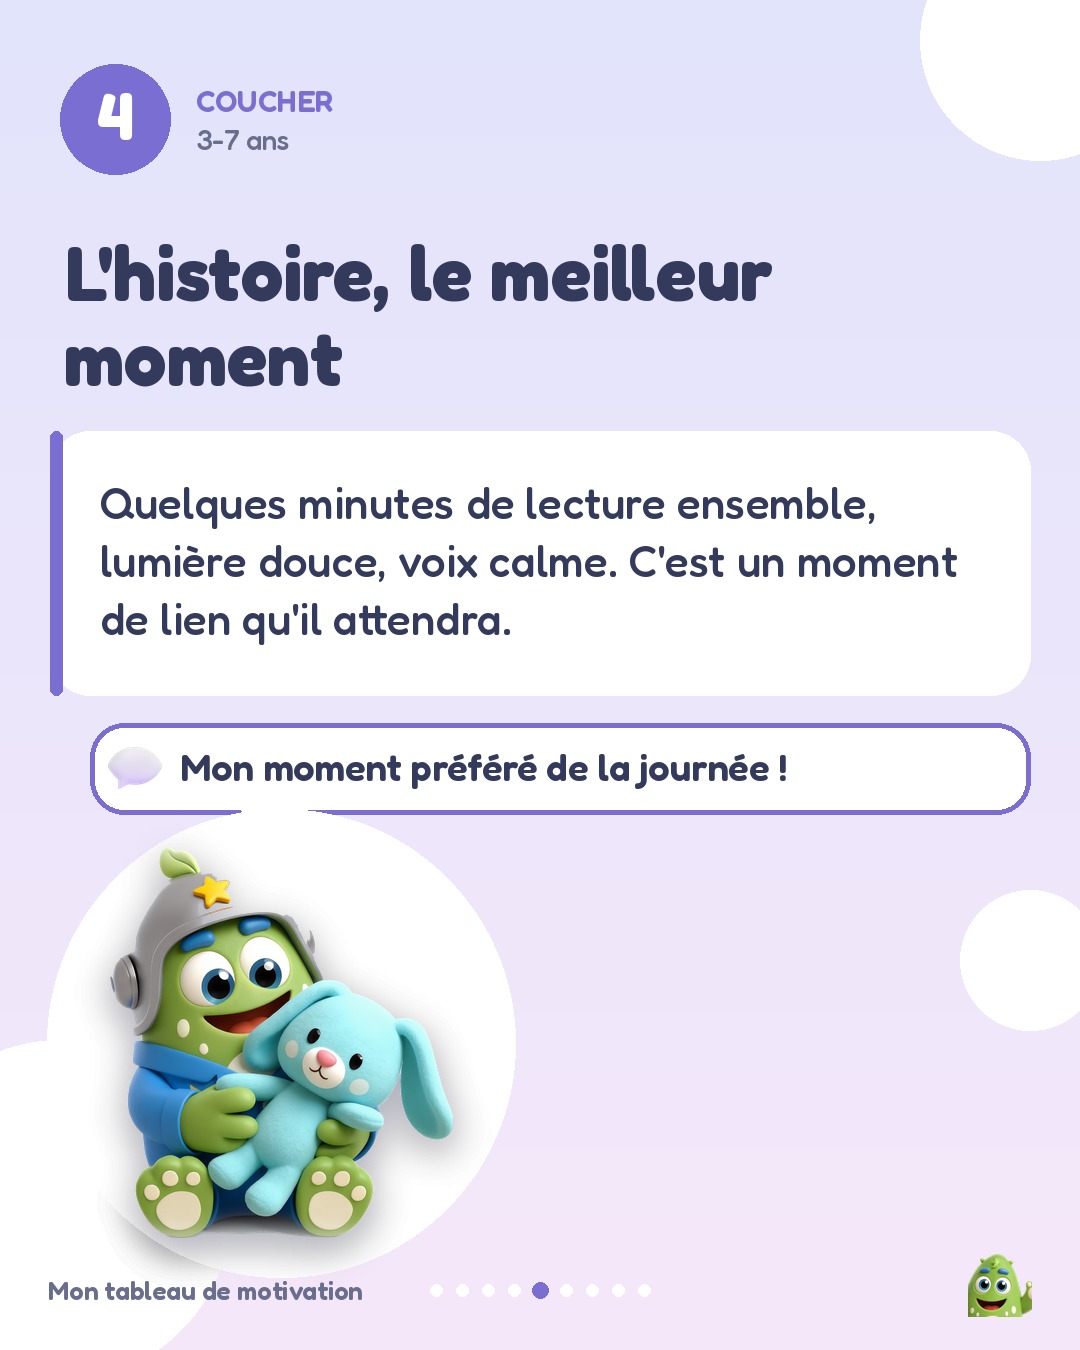 4
COUCHER
3-7 ans
L'histoire, le meilleur
moment
Quelques minutes de lecture ensemble,
lumière douce, voix calme. C'est un moment
de lien qu'il attendra.
Mon moment préféré de la journée !
Mon tableau de motivation